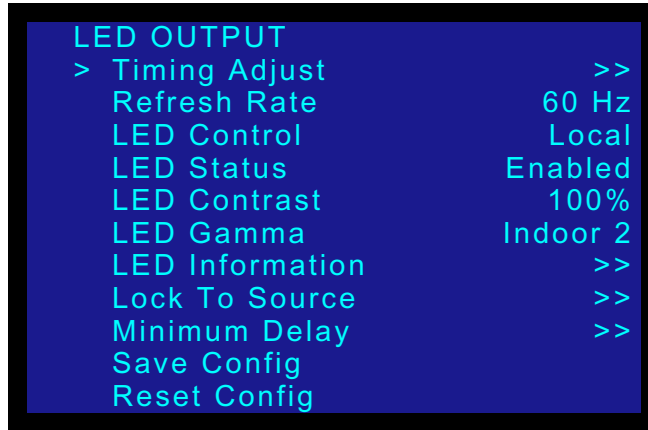 LED OUTPUT
> Timing Adjust >>
Refresh Rate 60 Hz
LED Control Local
LED Status Enabled
LED Contrast 100%
LED Gamma Indoor 2
LED Information >>
Lock To Source >>
Minimum Delay >>
Save Config
Reset Config